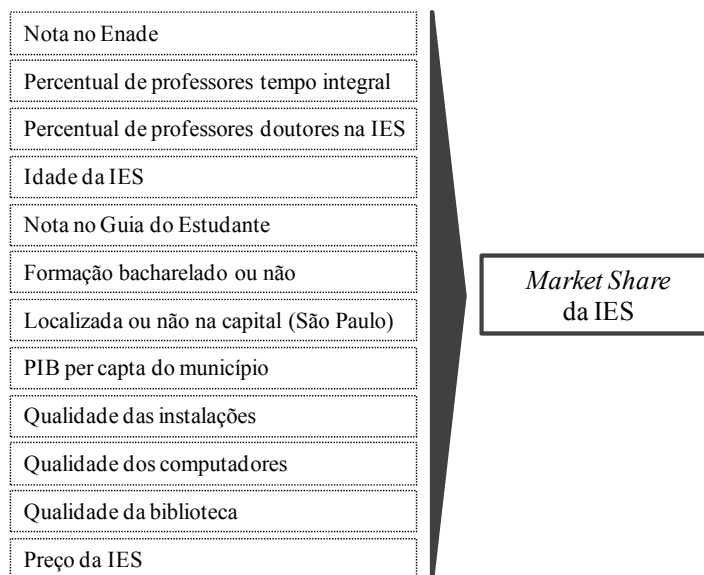 Nota no Enade
Percentual de professores tempo integral
Percentual de professores doutores na IES
Idade da IES
Nota no Guia do Estudante
Formação bacharelado ou não
Localizada ou não na capital (São Paulo)
PIB per capta do município
Qualidade das instalações
Qualidade dos computadores
Qualidade da biblioteca
Preço da IES
Market Share
da IES